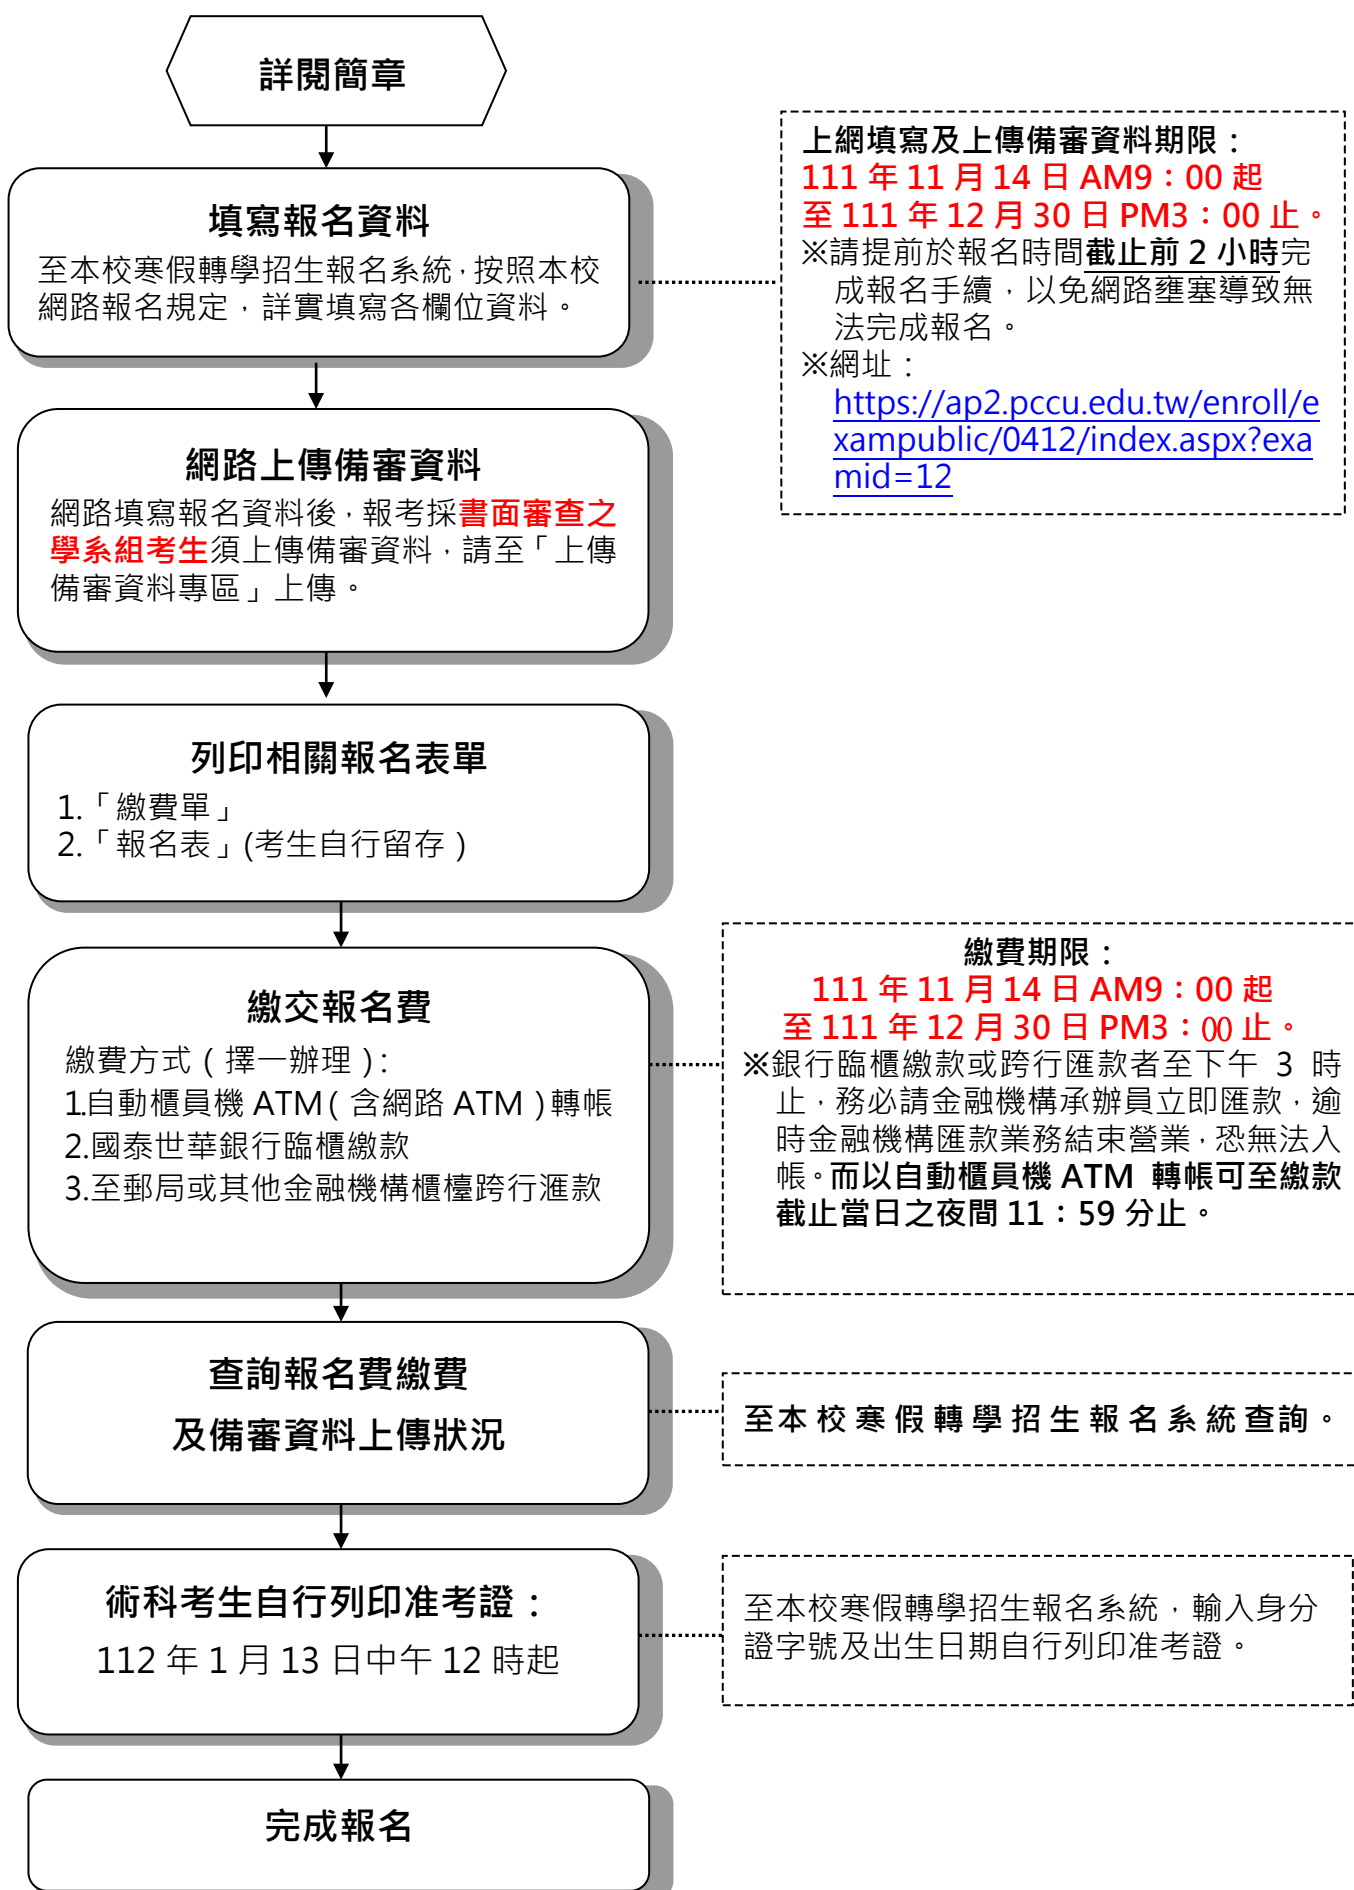 詳閱簡章
填寫報名資料
至本校寒假轉學招生報名系統，按照本校
網路報名規定，詳實填寫各欄位資料。
上網填寫及上傳備審資料期限：
111 年 11 月 14 日 AM9：00 起
至 111 年 12 月 30 日 PM3：00 止。
※請提前於報名時間截止前 2 小時完
成報名手續，以免網路壅塞導致無
法完成報名。
※網址：
https://ap2.pccu.edu.tw/enroll/e
xampublic/0412/index.aspx?exa
mid=12
網路上傳備審資料
網路填寫報名資料後，報考採書面審查之
學系組考生須上傳備審資料，請至「上傳
備審資料專區」上傳。
列印相關報名表單
1.「繳費單」
2.「報名表」(考生自行留存）
繳交報名費
繳費方式（擇一辦理）：
1.自動櫃員機 ATM（含網路 ATM）轉帳
2.國泰世華銀行臨櫃繳款
3.至郵局或其他金融機構櫃檯跨行滙款
繳費期限：
111 年 11 月 14 日 AM9：00 起
至 111 年 12 月 30 日 PM3：00 止。
※銀行臨櫃繳款或跨行匯款者至下午 3 時
止，務必請金融機構承辦員立即匯款，逾
時金融機構匯款業務結束營業，恐無法入
帳。而以自動櫃員機 ATM 轉帳可至繳款
截止當日之夜間 11：59 分止。
查詢報名費繳費
及備審資料上傳狀況
至本校寒假轉學招生報名系統查詢。
術科考生自行列印准考證：
112 年 1 月 13 日中午 12 時起
至本校寒假轉學招生報名系統，輸入身分
證字號及出生日期自行列印准考證。
完成報名